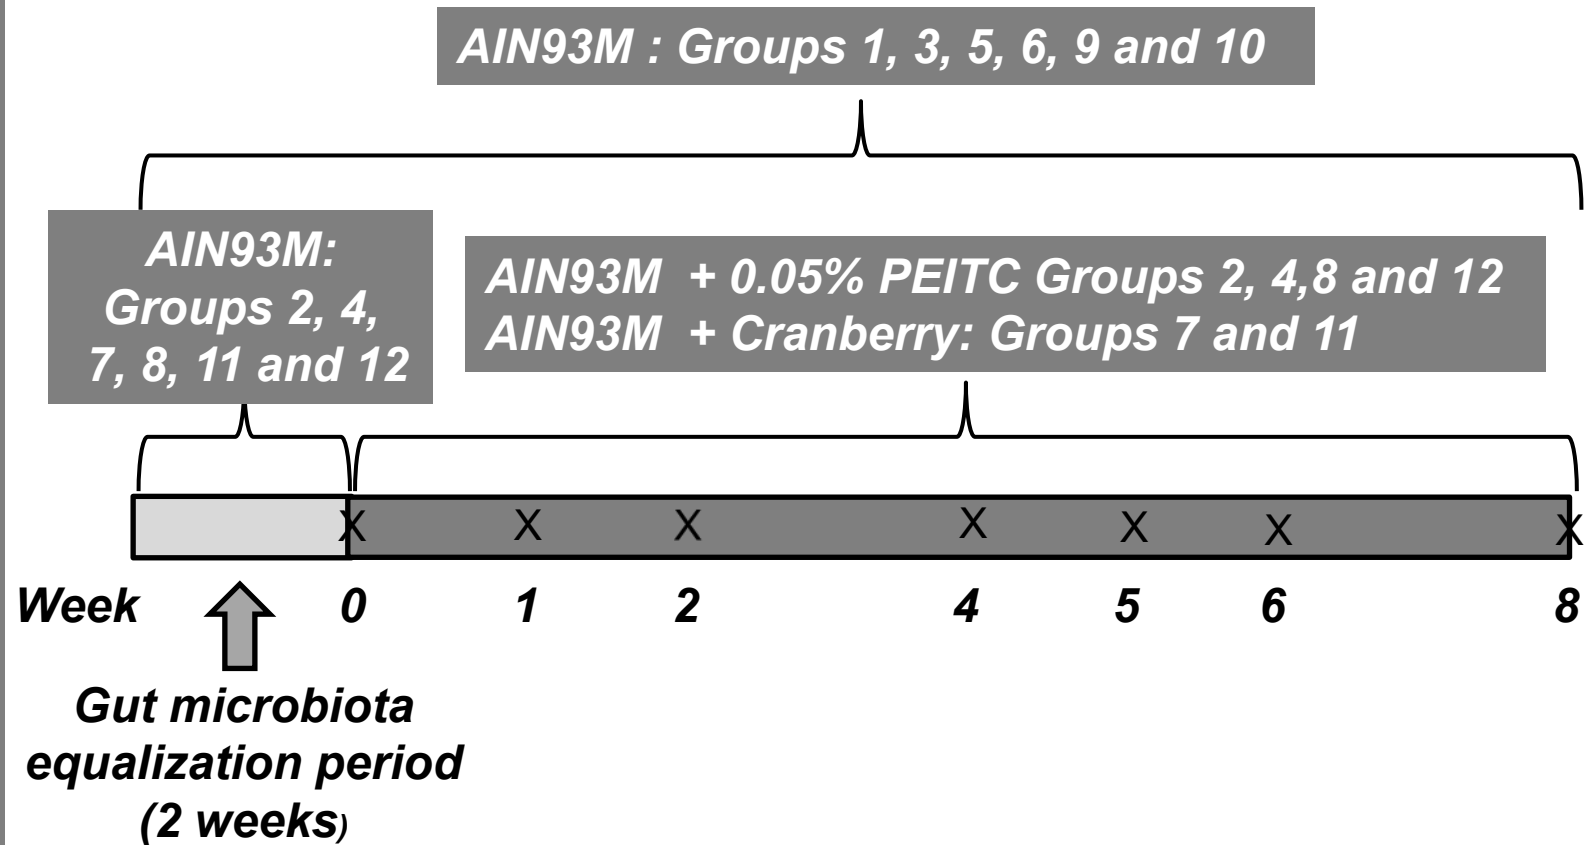 AIN93M : Groups 1, 3, 5, 6, 9 and 10
AIN93M:
Groups 2, 4,
7, 8, 11 and 12
AIN93M + 0.05% PEITC Groups 2, 4,8 and 12
AIN93M + Cranberry: Groups 7 and 11
X X X X X X X
Week 0 1 2 4 5 6 8
Gut microbiota
equalization period
(2 weeks)